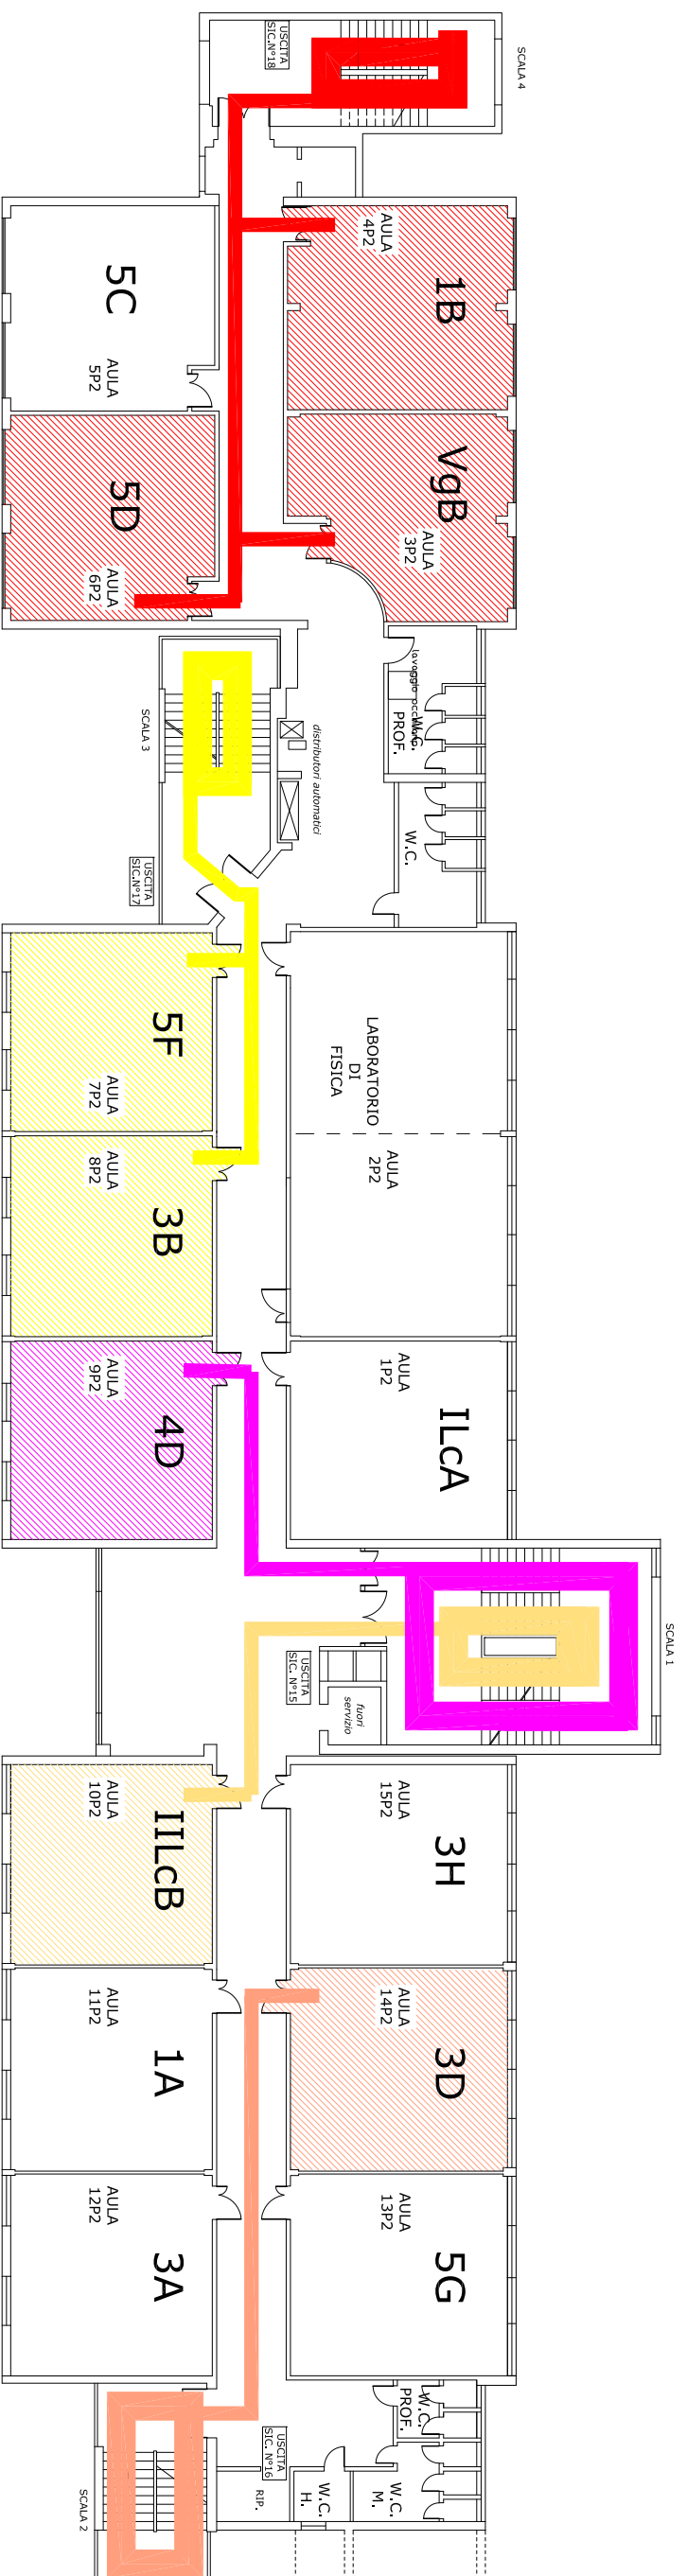 SCALA 4
USCITA
SIC.N°18
AULA
4P2
1B
5C
AULA
5P2
VgB
AULA
3P2
5D
AULA
6P2
lavaggio occhi
W.C.
PROF.
SCALA 3
distributori automatici
W.C.
USCITA
SIC.N°17
5F
AULA
7P2
LABORATORIO
DI
FISICA
AULA
2P2
AULA
8P2
3B
AULA
9P2
4D
AULA
1P2
ILcA
SCALA 1
USCITA
SIC. N°15
fuori
servizio
AULA
10P2
IILcB
AULA
15P2
3H
AULA
11P2
1A
AULA
14P2
3D
AULA
12P2
3A
AULA
13P2
5G
W.C.
PROF.
USCITA
SIC. N°16
SCALA 2
RIP.
W.C.
H.
W.C.
M.